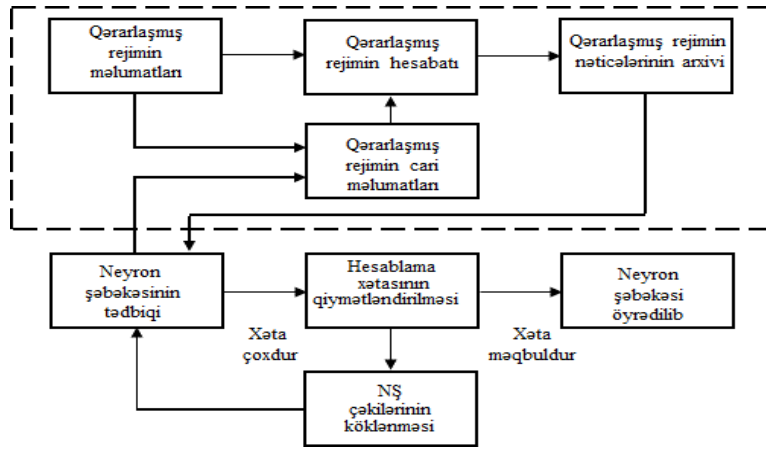 Qərarlaşmış
rejimin
məlumatları
Qərarlaşmış
rejimin hesabatı
Qərarlaşmış rejimin
nəticələrinin arxivi
Qərarlaşmış
rejimin cari
məlumatları
Neyron
şəbəkəsinin
tədbiqi
Hesablama
xətasının
qiymətləndirilməsi
Neyron
şəbəkəsi
öyrədilib
Xəta
çoxdur
Xəta
məqbuldur
NŞ
çəkilərinin
köklənməsi